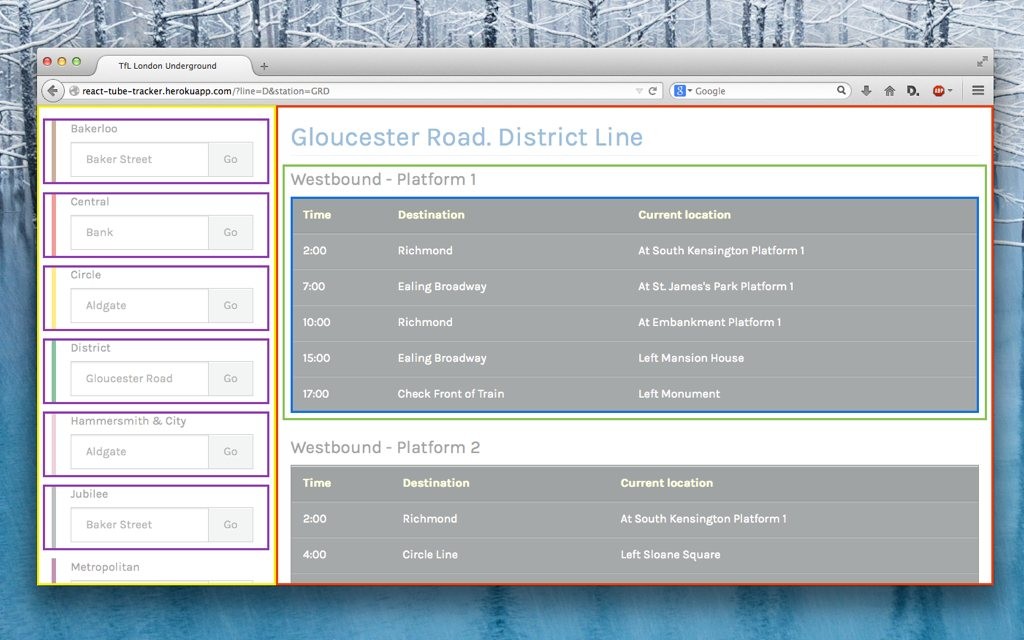 TfL London Underground
react-tube-tracker.herokuapp.com/?line=D&station=GRD
Google
D.
ABP
Bakerloo
Baker Street Go
Central
Bank Go
Circle
Aldgate Go
District
Gloucester Road Go
Hammersmith & City
Aldgate Go
Jubilee
Baker Street Go
Metropolitan
Gloucester Road. District Line
Westbound - Platform 1
Time Destination Current location
2:00 Richmond At South Kensington Platform 1
7:00 Ealing Broadway At St. James's Park Platform 1
10:00 Richmond At Embankment Platform 1
15:00 Ealing Broadway Left Mansion House
17:00 Check Front of Train Left Monument
Westbound - Platform 2
Time Destination Current location
2:00 Richmond At South Kensington Platform 1
4:00 Circle Line Left Sloane Square